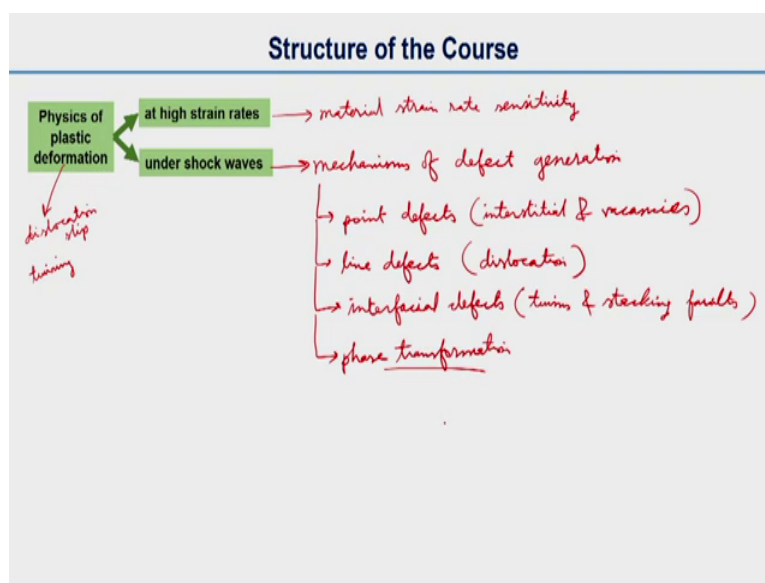 Structure of the Course
Physics of plastic deformation
at high strain rates → material strain rate sensitivity
under shock waves → mechanisms of defect generation
→ point defects (interstitial & vacancies)
→ line defects (dislocation)
→ interfacial defects (twins & stacking faults)
→ phase transformation
dislocation
slip
twining